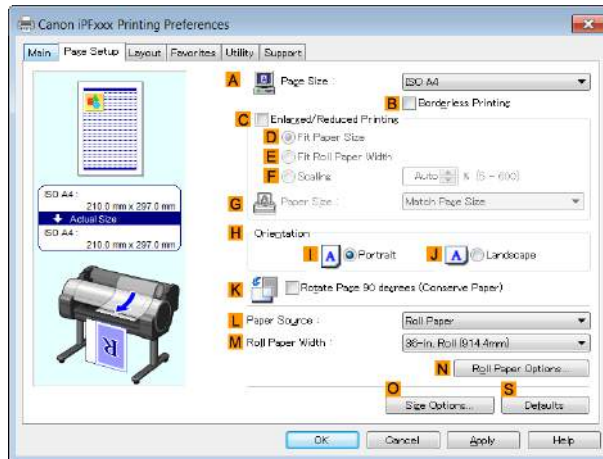 Canon iPFxxx Printing Preferences
Main Page Setup Layout Favorites Utility Support
A Page Size : ISO A4
B Borderless Printing
C Enlarged/Reduced Printing
D Fit Paper Size
E Fit Roll Paper Width
F Scaling Auto % (5 - 600)
G Paper Size : Match Page Size
ISO A4 :
210.0 mm x 297.0 mm
Actual Size
ISO A4 :
210.0 mm x 297.0 mm
H Orientation
I A Portrait J A Landscape
K Rotate Page 90 degrees (Conserve Paper)
L Paper Source : Roll Paper
M Roll Paper Width : 36-in. Roll (914.4mm)
R
N Roll Paper Options...
O S
Size Options... Defaults
OK Cancel Apply Help